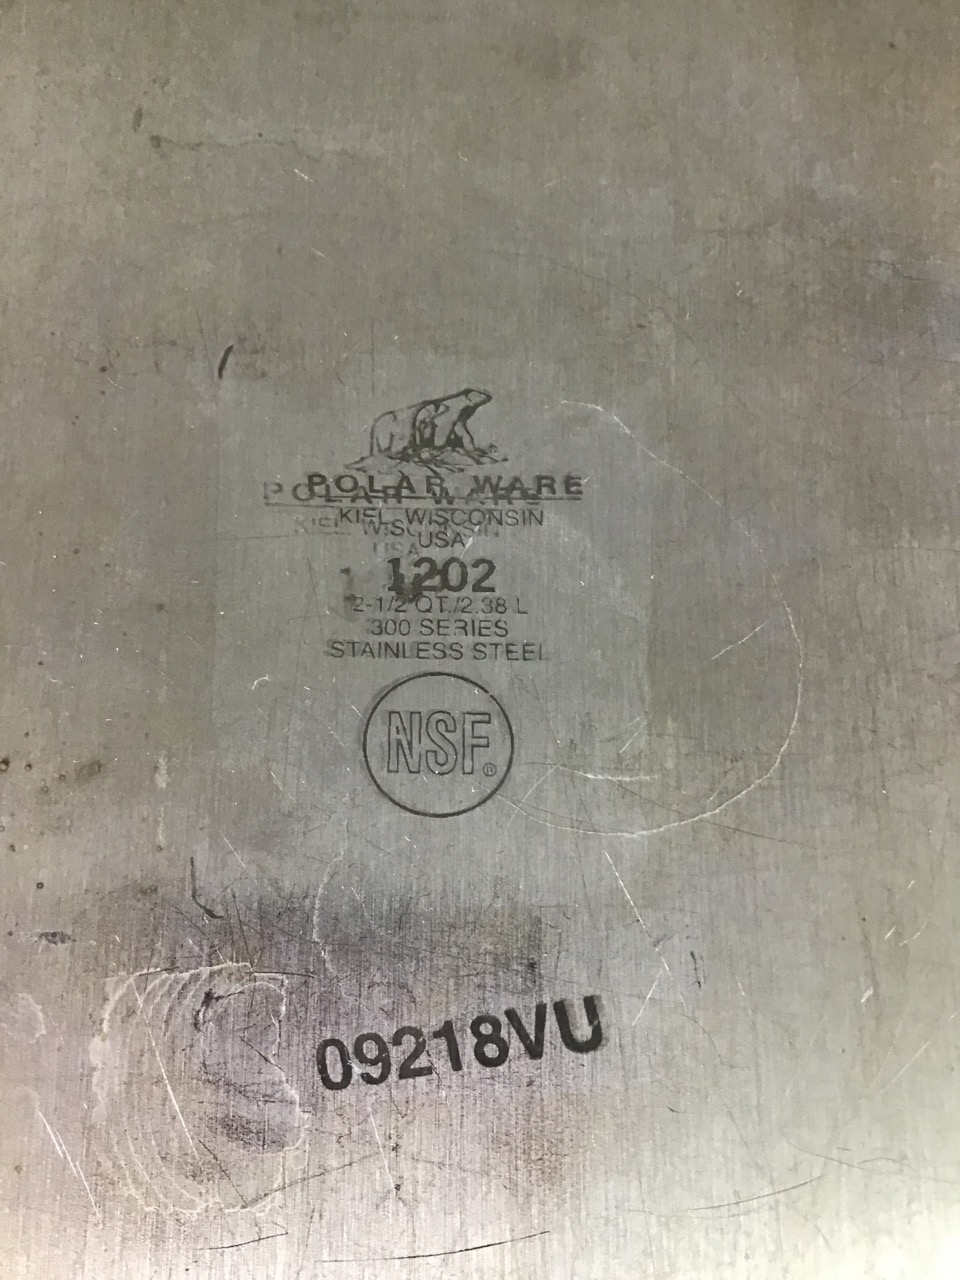 POLAR WARE
KIEL, WISCONSIN
USA
1202
2-1/2 QT./2.38 L
300 SERIES
STAINLESS STEEL
NSF®
09218VU